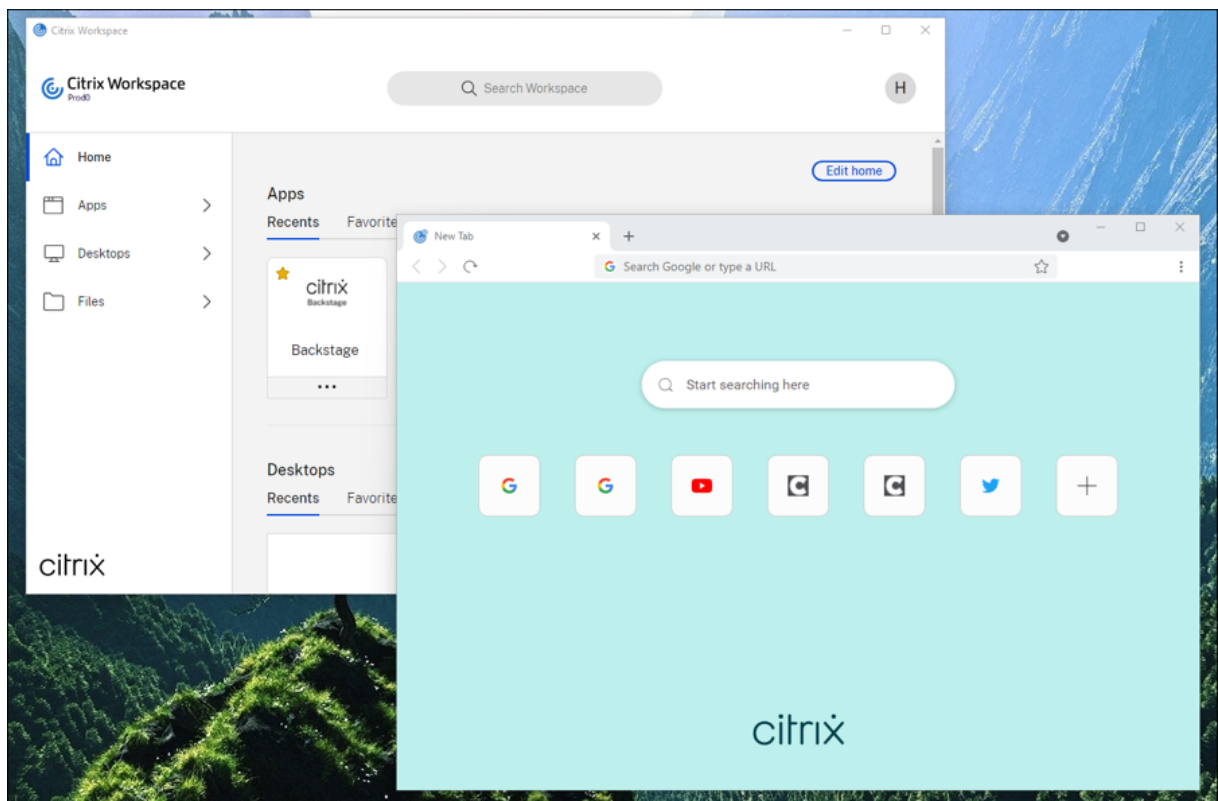 Citrix Workspace
Citrix Workspace
Prod0
Search Workspace
H
Home
Apps
Desktops
Files
citrix
Edit home
Apps
Recents Favorite
citrix
Backstage
Backstage
Desktops
Recents Favorite
New Tab
G Search Google or type a URL
Start searching here
G G C C
citrix